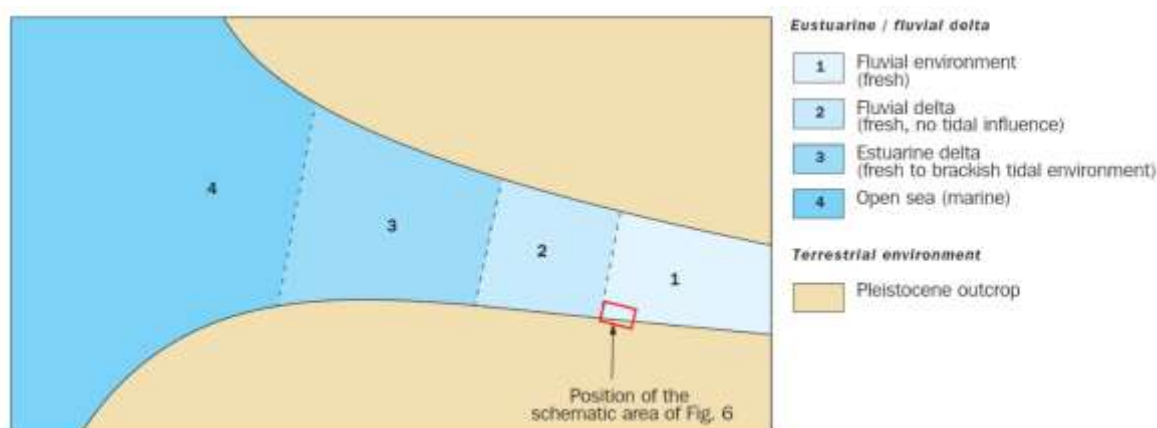 4
3
2
1
Position of the
schematic area of Fig. 6
Eustuarine / fluvial delta
1 Fluvial environment
(fresh)
2 Fluvial delta
(fresh, no tidal influence)
3 Estuarine delta
(fresh to brackish tidal environment)
4 Open sea (marine)
Terrestrial environment
Pleistocene outcrop